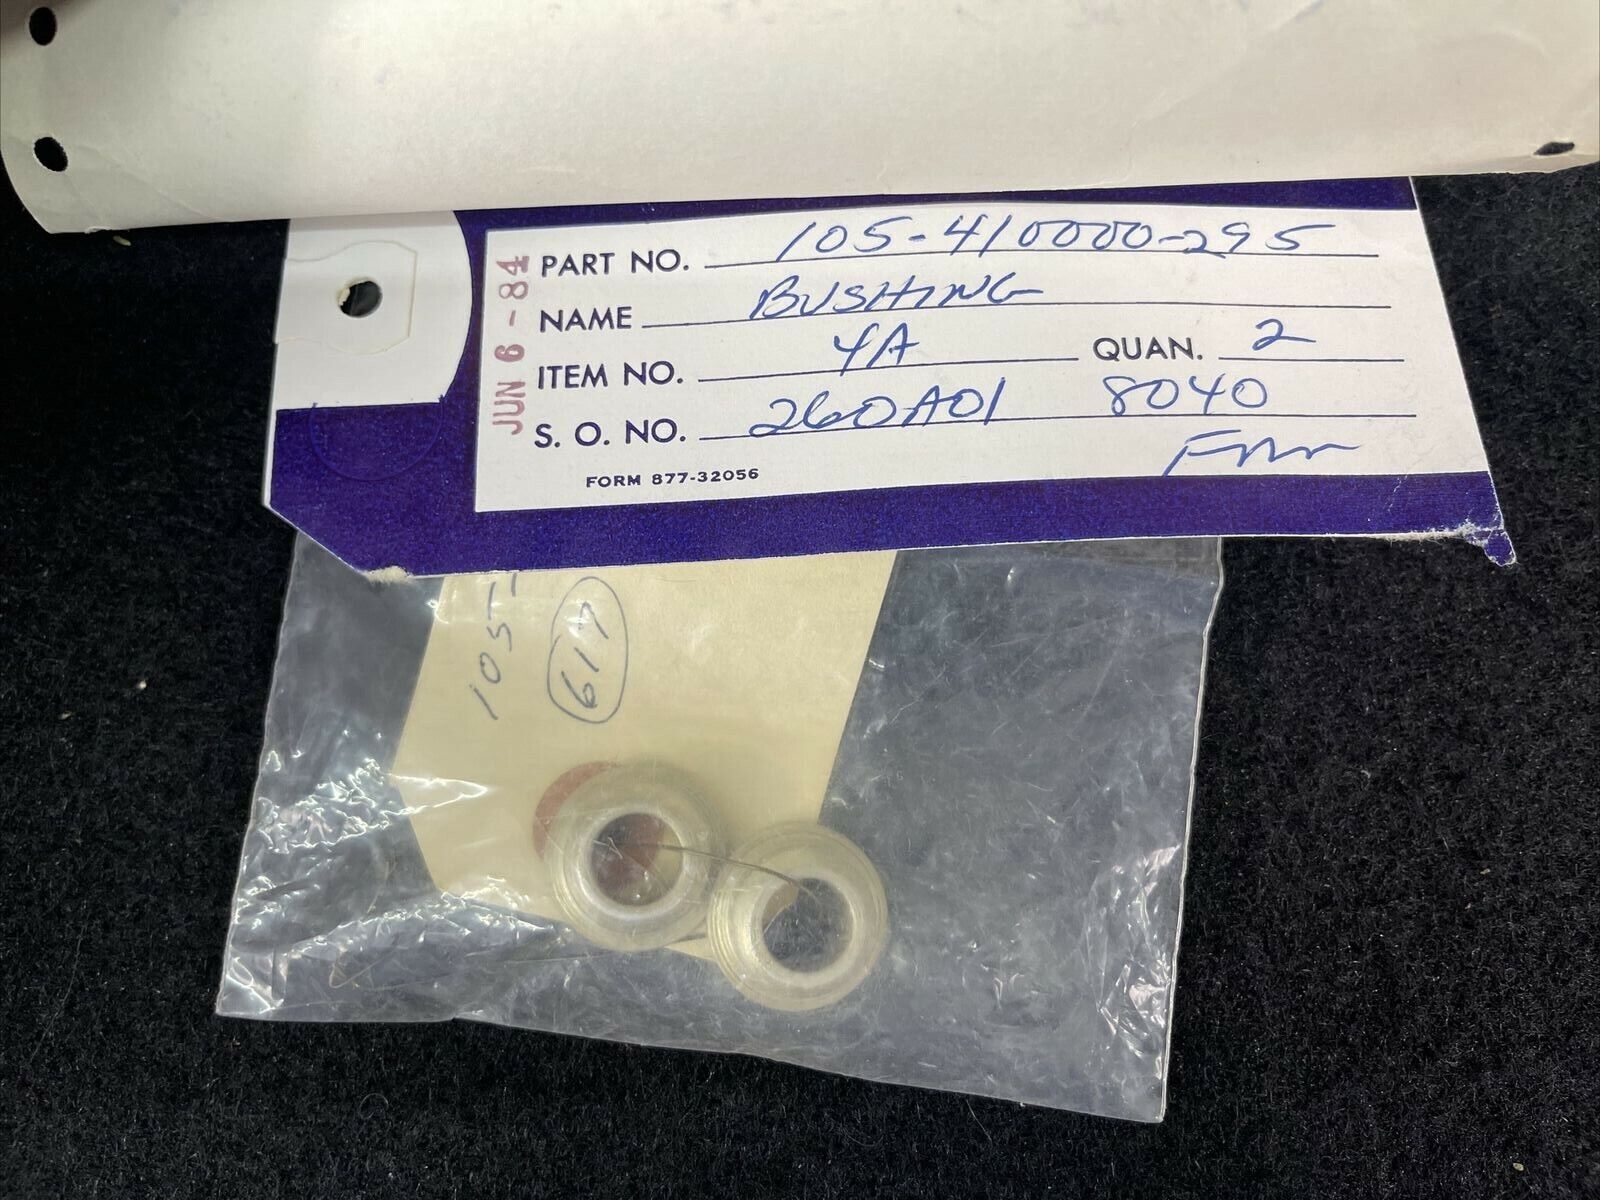 JUN 6 - 84
PART NO. 105-410000-295
NAME BUSHING
ITEM NO. 4A QUAN. 2
S. O. NO. 260A01 8040
FORM 877-32056
105-
617